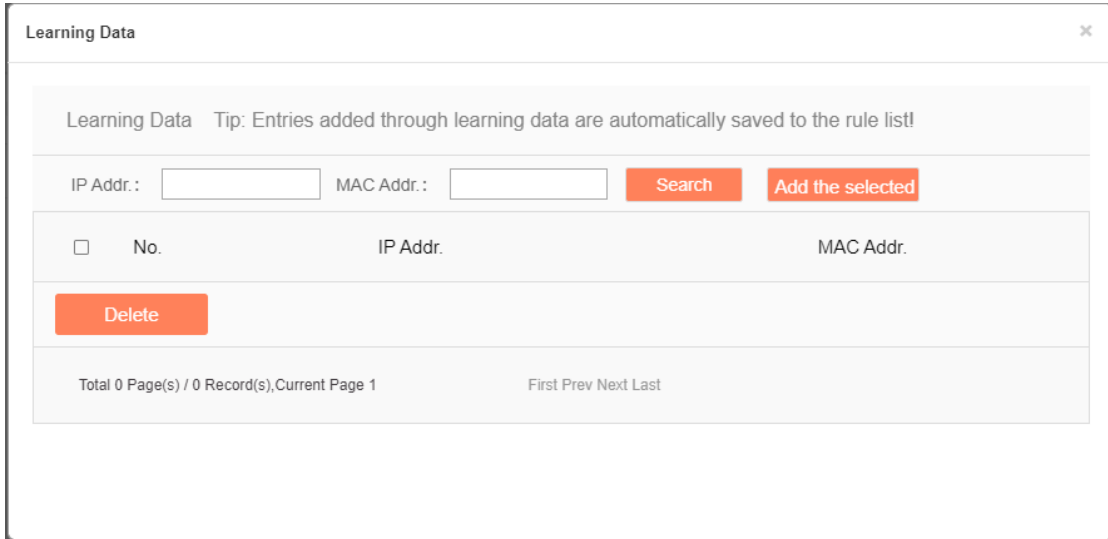 Learning Data ×
Learning Data Tip: Entries added through learning data are automatically saved to the rule list!
IP Addr.: MAC Addr.: Search Add the selected
No. IP Addr. MAC Addr.
Delete
Total 0 Page(s) / 0 Record(s),Current Page 1 First Prev Next Last